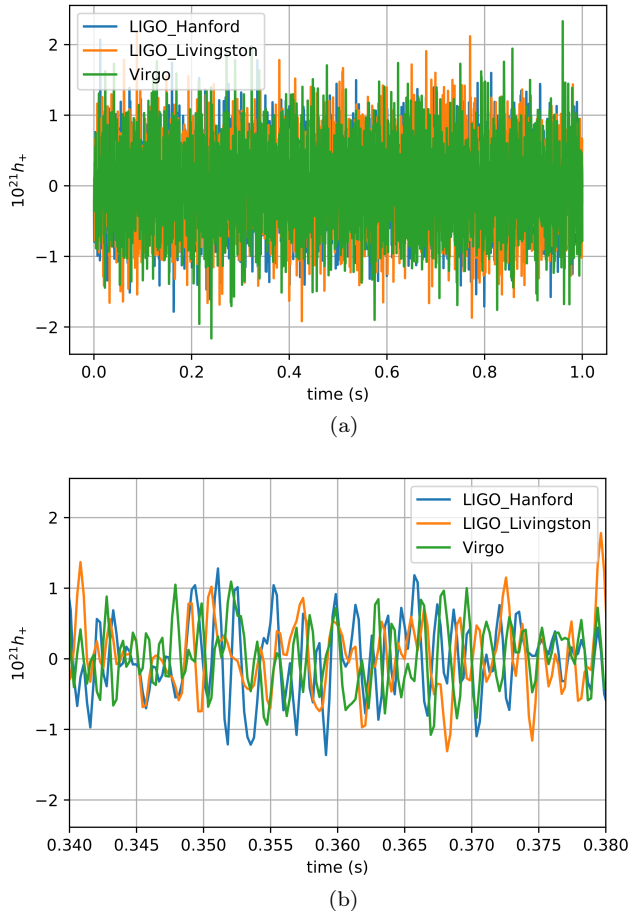 LIGO_Hanford
LIGO_Livingston
Virgo
2
1
0
−1
−2
10²¹h₊
0.0 0.2 0.4 0.6 0.8 1.0
time (s)
(a)
LIGO_Hanford
LIGO_Livingston
Virgo
2
1
0
−1
−2
10²¹h₊
0.340 0.345 0.350 0.355 0.360 0.365 0.370 0.375 0.380
time (s)
(b)